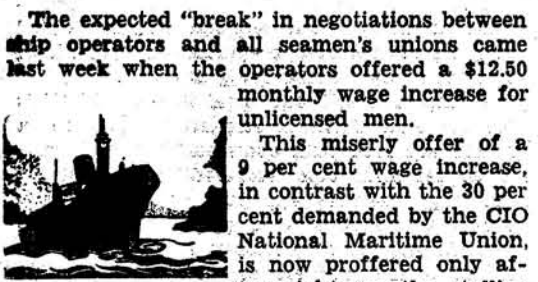 The expected "break" in negotiations between
ship operators and all seamen's unions came
last week when the operators offered a $12.50
monthly wage increase for
unlicensed men.
This miserly offer of a
9 per cent wage increase,
in contrast with the 30 per
cent demanded by the CIO
National Maritime Union,
is now proffered only af-